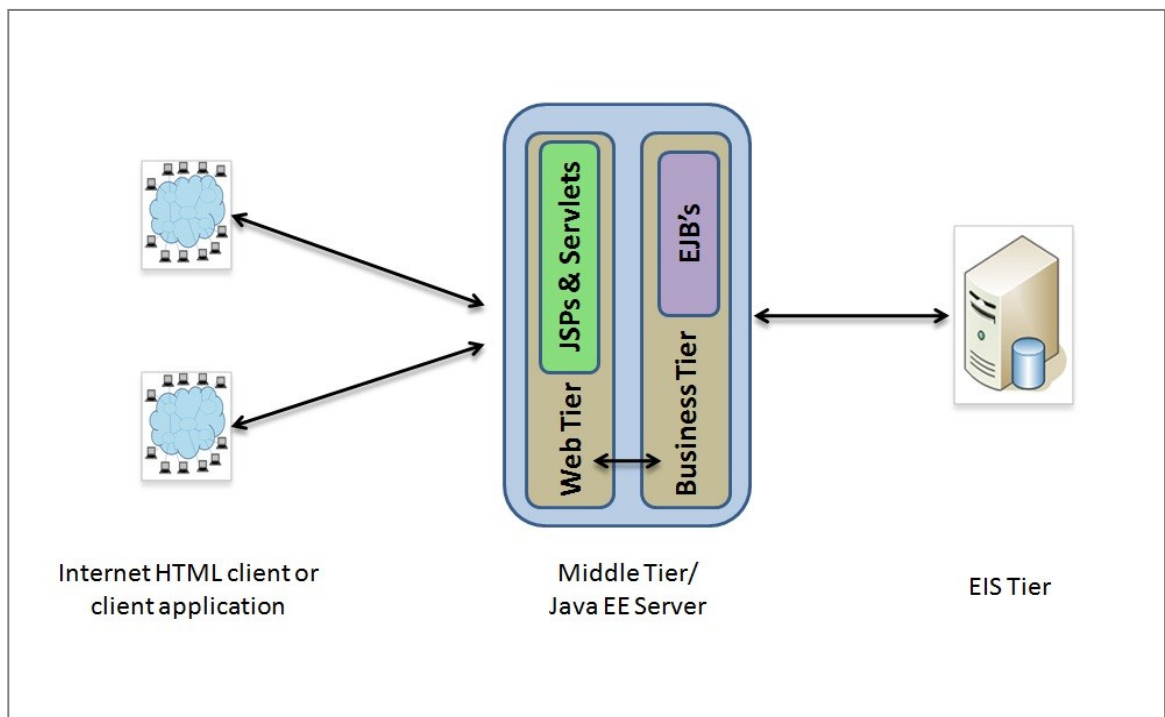 JSPs & Servlets
Web Tier
EJB's
Business Tier
Internet HTML client or
client application
Middle Tier/
Java EE Server
EIS Tier